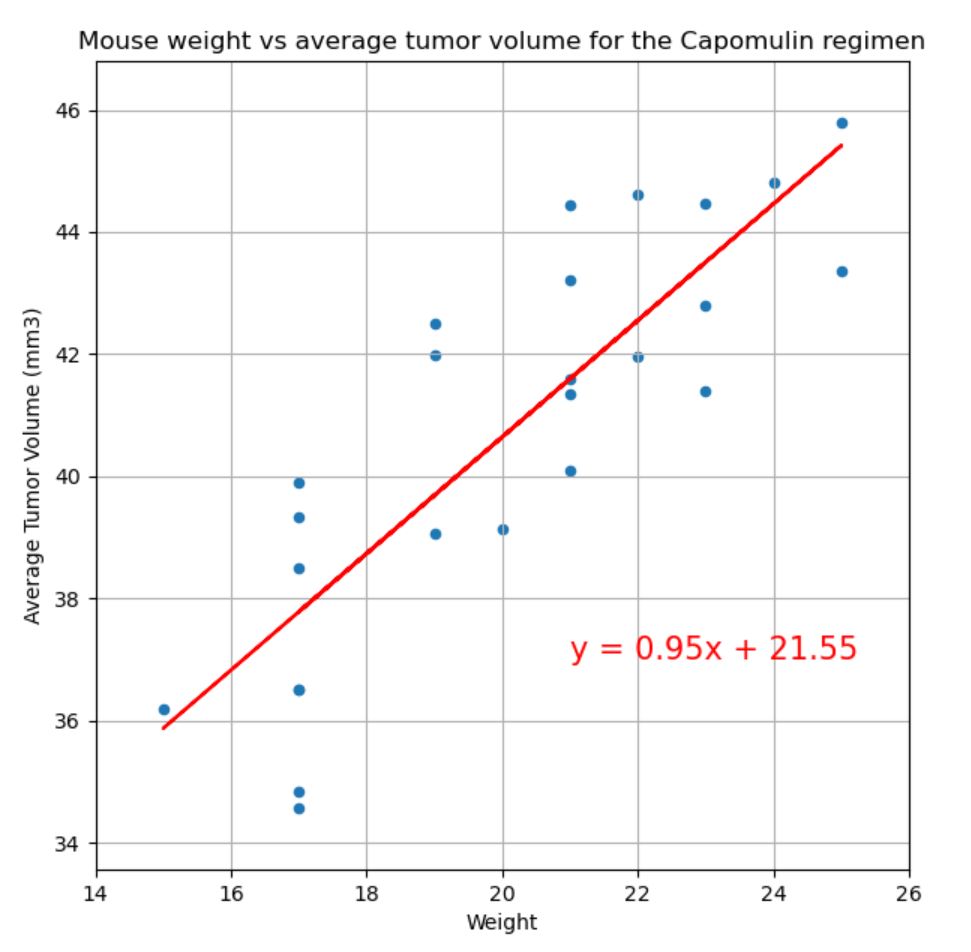 Mouse weight vs average tumor volume for the Capomulin regimen
46
44
42
40
38
36
34
Average Tumor Volume (mm3)
y = 0.95x + 21.55
14 16 18 20 22 24 26
Weight